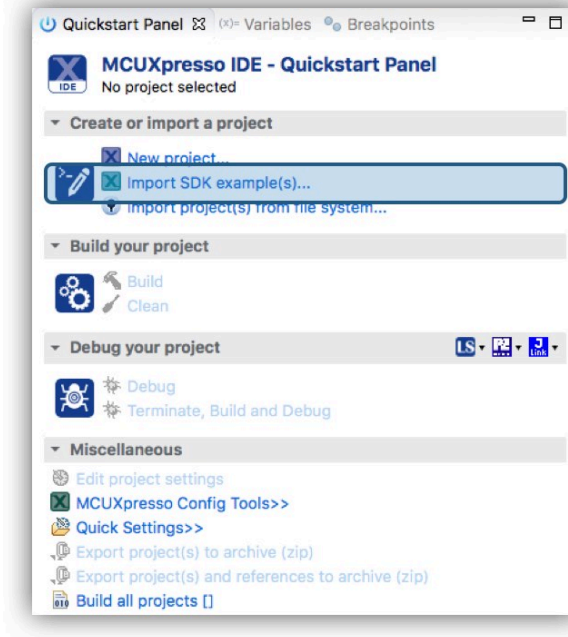 Quickstart Panel (x)= Variables Breakpoints
IDE
MCUXpresso IDE - Quickstart Panel
No project selected
Create or import a project
New project...
Import SDK example(s)...
Import project(s) from file system...
Build your project
Build
Clean
Debug your project
LS
Link
Debug
Terminate, Build and Debug
Miscellaneous
Edit project settings
MCUXpresso Config Tools>>
Quick Settings>>
Export project(s) to archive (zip)
Export project(s) and references to archive (zip)
010 Build all projects []